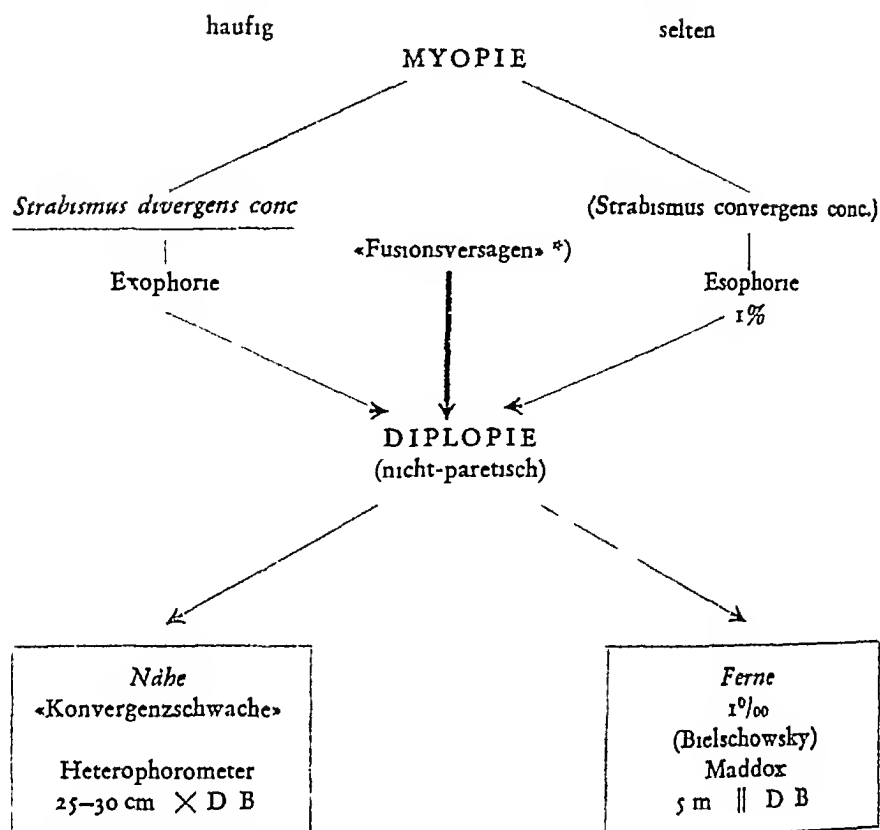 haufig
selten
MYOPIE
Strabismus divergens conc
(Strabismus convergens conc.)
«Fusionsversagen» *)
Exophorie
Esophorie
1%
DIPLOPIE
(nicht-paretisch)
Nähe
«Konvergenzschwache»
Heterophorometer
25–30 cm × D B
Ferne
1‰
(Bielschowsky)
Maddox
5 m || D B